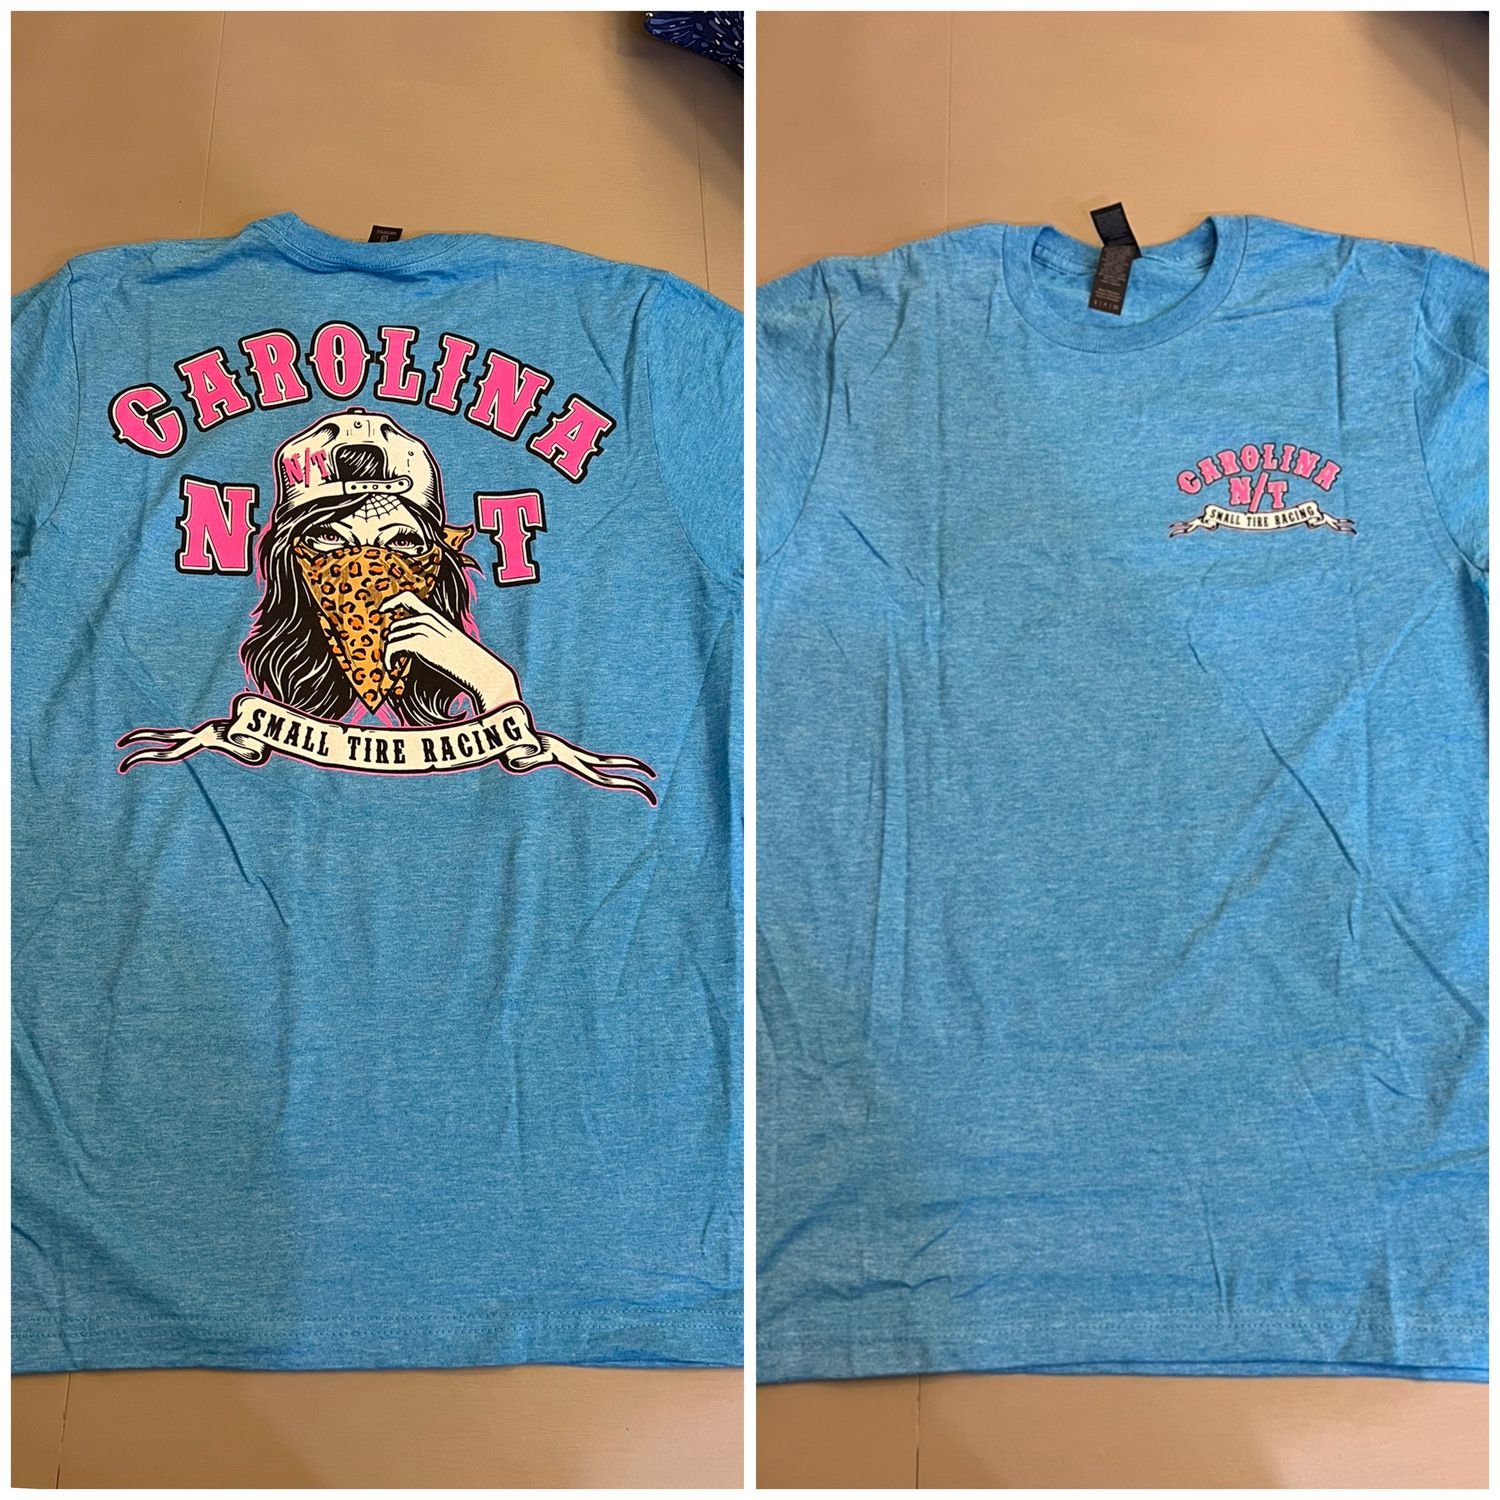 CAROLINA
N T
N/T
SMALL TIRE RACING
CAROLINA
N/T
SMALL TIRE RACING